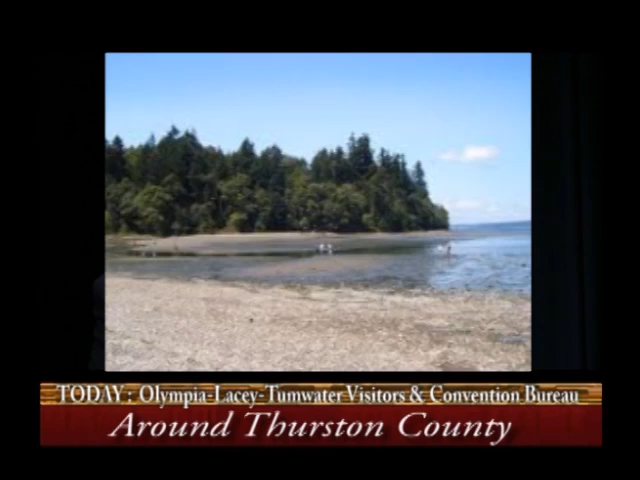 TODAY: Olympia-Lacey-Tumwater Visitors & Convention Bureau
Around Thurston County